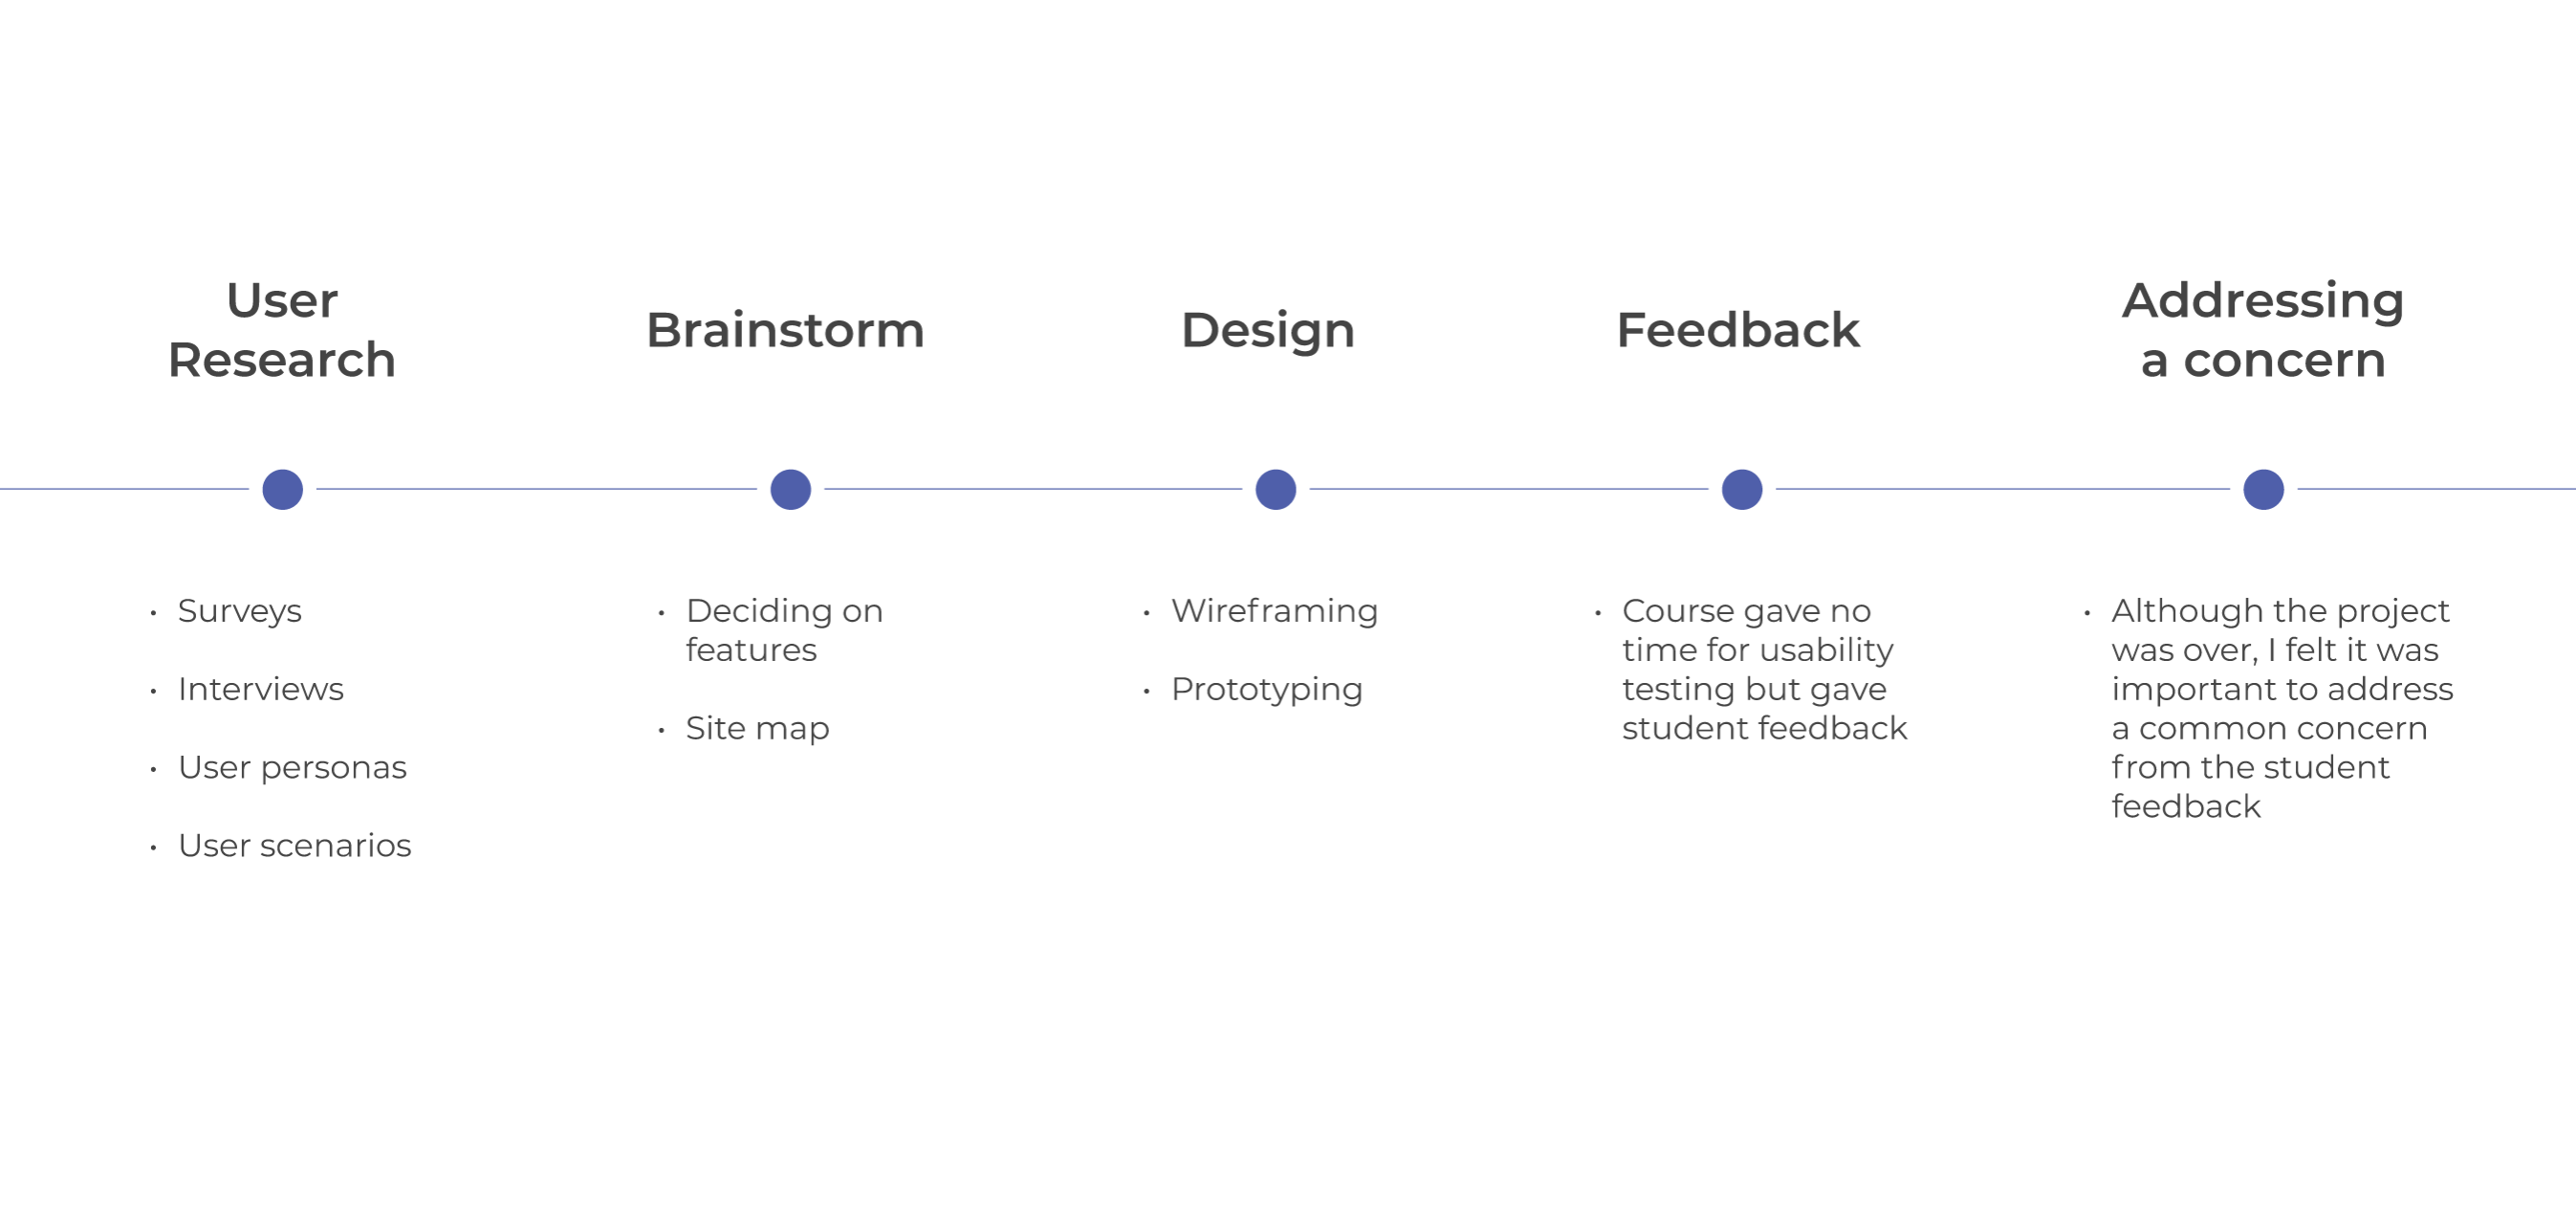 User
Research
Brainstorm
Design
Feedback
Addressing
a concern
• Surveys
• Interviews
• User personas
• User scenarios
• Deciding on
features
• Site map
• Wireframing
• Prototyping
• Course gave no
time for usability
testing but gave
student feedback
• Although the project
was over, I felt it was
important to address
a common concern
from the student
feedback